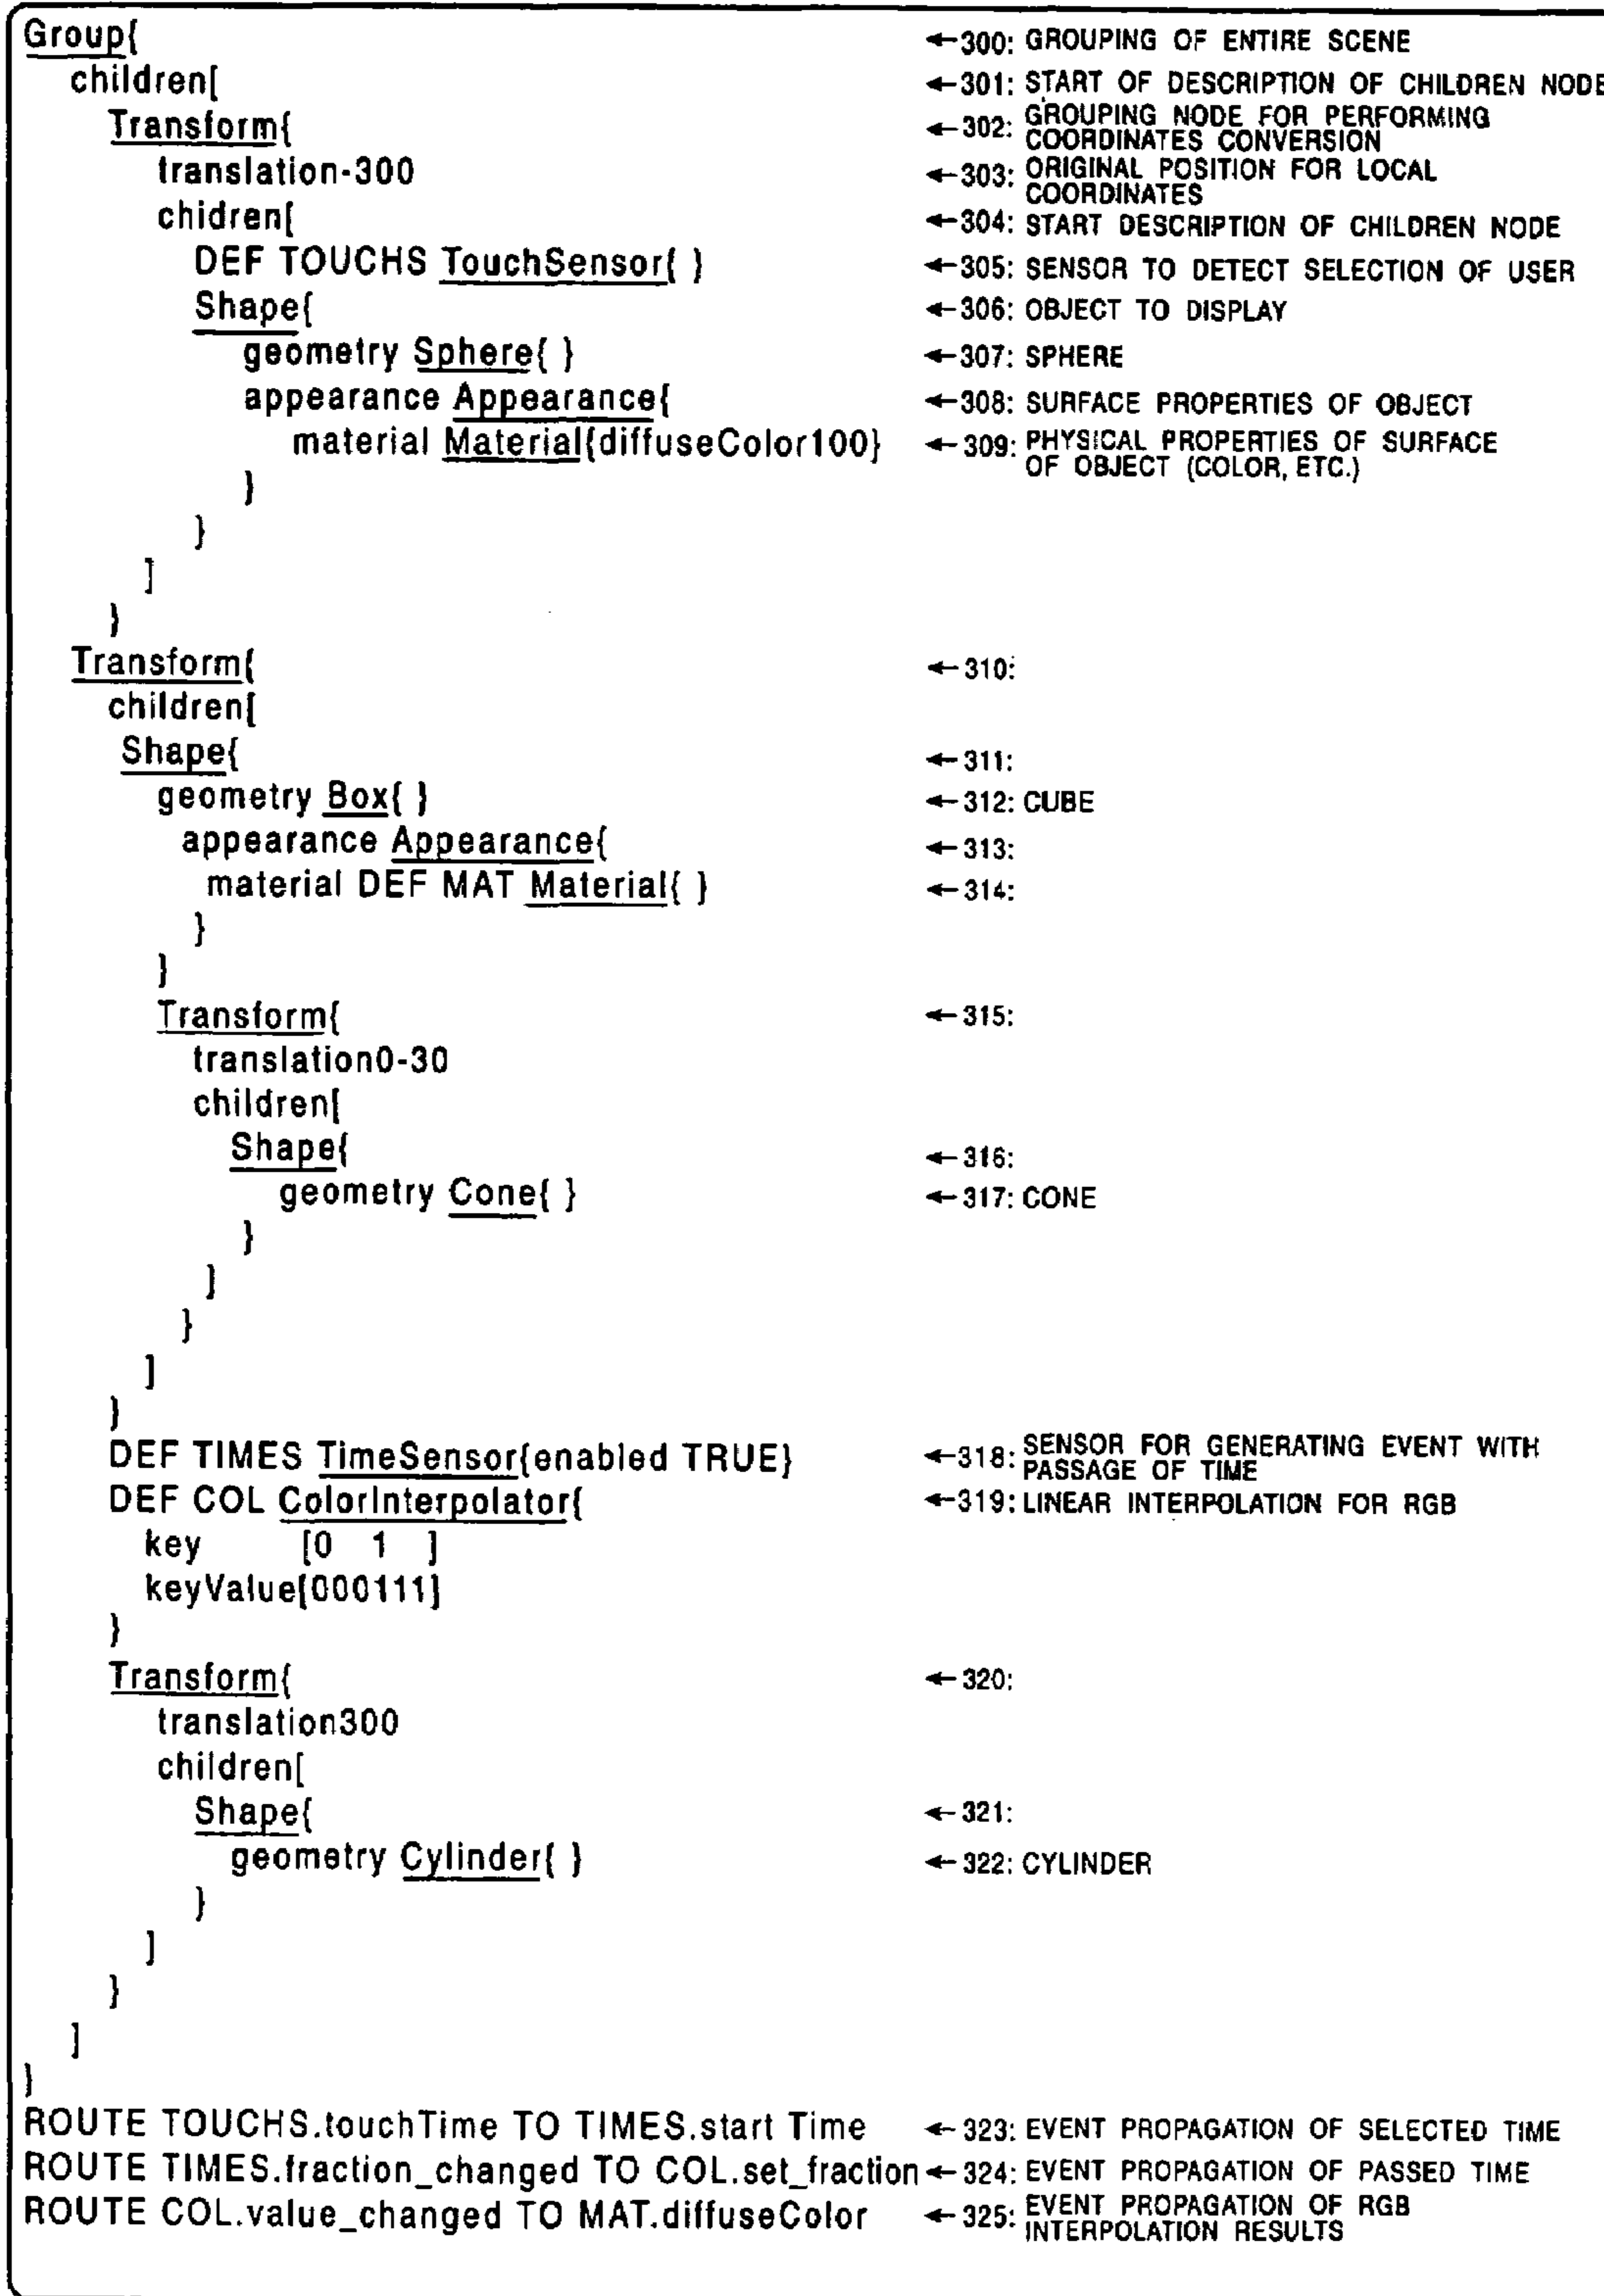 Group{ ←300: GROUPING OF ENTIRE SCENE
children[ ←301: START OF DESCRIPTION OF CHILDREN NODE
Transform{ ←302: GROUPING NODE FOR PERFORMING
COORDINATES CONVERSION
translation-300 ←303: ORIGINAL POSITION FOR LOCAL
COORDINATES
chidren[ ←304: START DESCRIPTION OF CHILDREN NODE
DEF TOUCHS TouchSensor{ } ←305: SENSOR TO DETECT SELECTION OF USER
Shape{ ←306: OBJECT TO DISPLAY
geometry Sphere{ } ←307: SPHERE
appearance Appearance{ ←308: SURFACE PROPERTIES OF OBJECT
material Material{diffuseColor100} ←309: PHYSICAL PROPERTIES OF SURFACE
OF OBJECT (COLOR, ETC.)
}
}
]
}
Transform{ ←310:
children[
Shape{ ←311:
geometry Box{ } ←312: CUBE
appearance Appearance{ ←313:
material DEF MAT Material{ } ←314:
}
}
Transform{ ←315:
translation0-30
children[
Shape{ ←316:
geometry Cone{ } ←317: CONE
}
]
}
]
}
DEF TIMES TimeSensor{enabled TRUE} ←318: SENSOR FOR GENERATING EVENT WITH
PASSAGE OF TIME
DEF COL ColorInterpolator{ ←319: LINEAR INTERPOLATION FOR RGB
key [0 1 ]
keyValue[000111]
}
Transform{ ←320:
translation300
children[
Shape{ ←321:
geometry Cylinder{ } ←322: CYLINDER
}
]
}
]
}
ROUTE TOUCHS.touchTime TO TIMES.start Time ←323: EVENT PROPAGATION OF SELECTED TIME
ROUTE TIMES.fraction_changed TO COL.set_fraction ←324: EVENT PROPAGATION OF PASSED TIME
ROUTE COL.value_changed TO MAT.diffuseColor ←325: EVENT PROPAGATION OF RGB
INTERPOLATION RESULTS